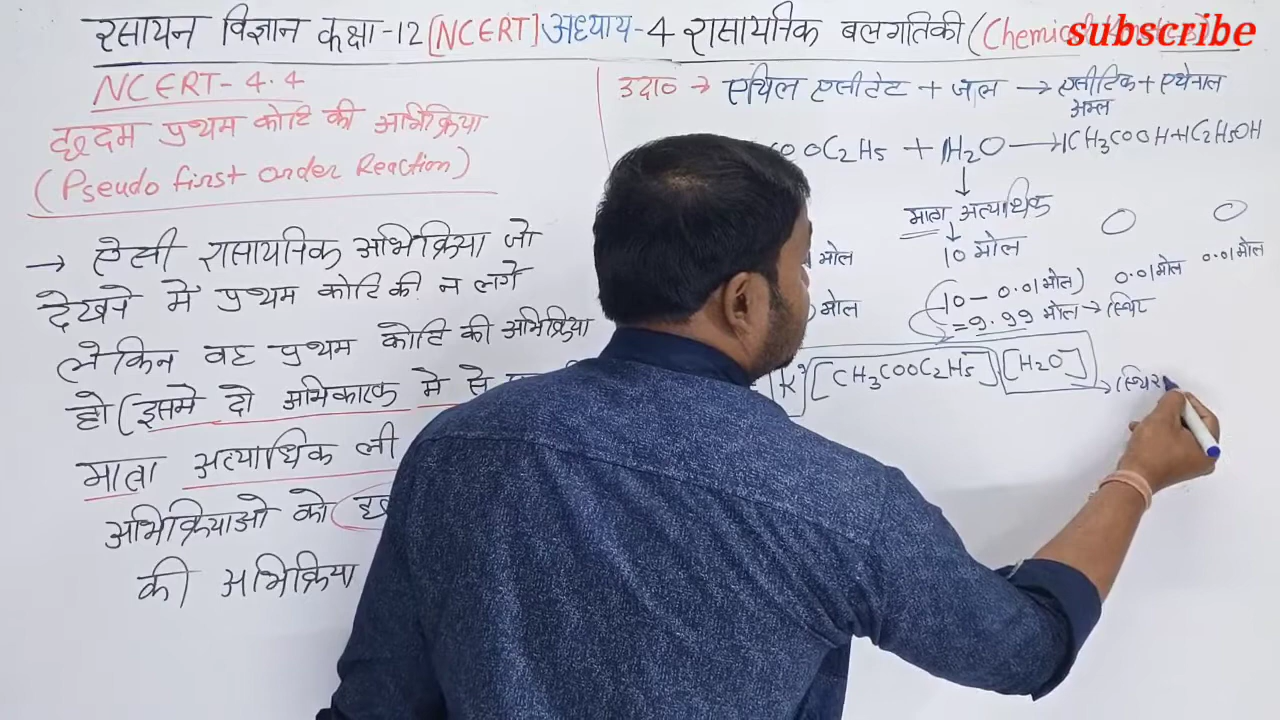 रसायन विज्ञान कक्षा-12 [NCERT] अध्याय-4 रासायनिक बलगतिकी (Chemical
subscribe
NCERT-4.4
छद्दम प्रथम कोटि की अभिक्रिया
(Pseudo first order Reaction)
→ ऐसी रासायनिक अभिक्रिया जो
देखने में प्रथम कोटि की न लगे
लेकिन वह प्रथम कोटि की अभिक्रिया
हो (इसमे दो अभिकारक मे से
माता अत्याधिक ली
अभिक्रियाओ को
की अभिक्रिया
उदा० → एथिल एसीटेट + जल → एसीटिक + एथेनाल
अम्ल
COOC₂H₅ + H₂O → CH₃COOH + C₂H₅OH
↓
मात्रा अत्याधिक
↓
मोल 10 मोल 0 0
मोल (10 - 0.01 मोल) 0.01 मोल 0.01 मोल
= 9.99 मोल → स्थिर
= K' [CH₃COOC₂H₅] [H₂O]
→ स्थिर